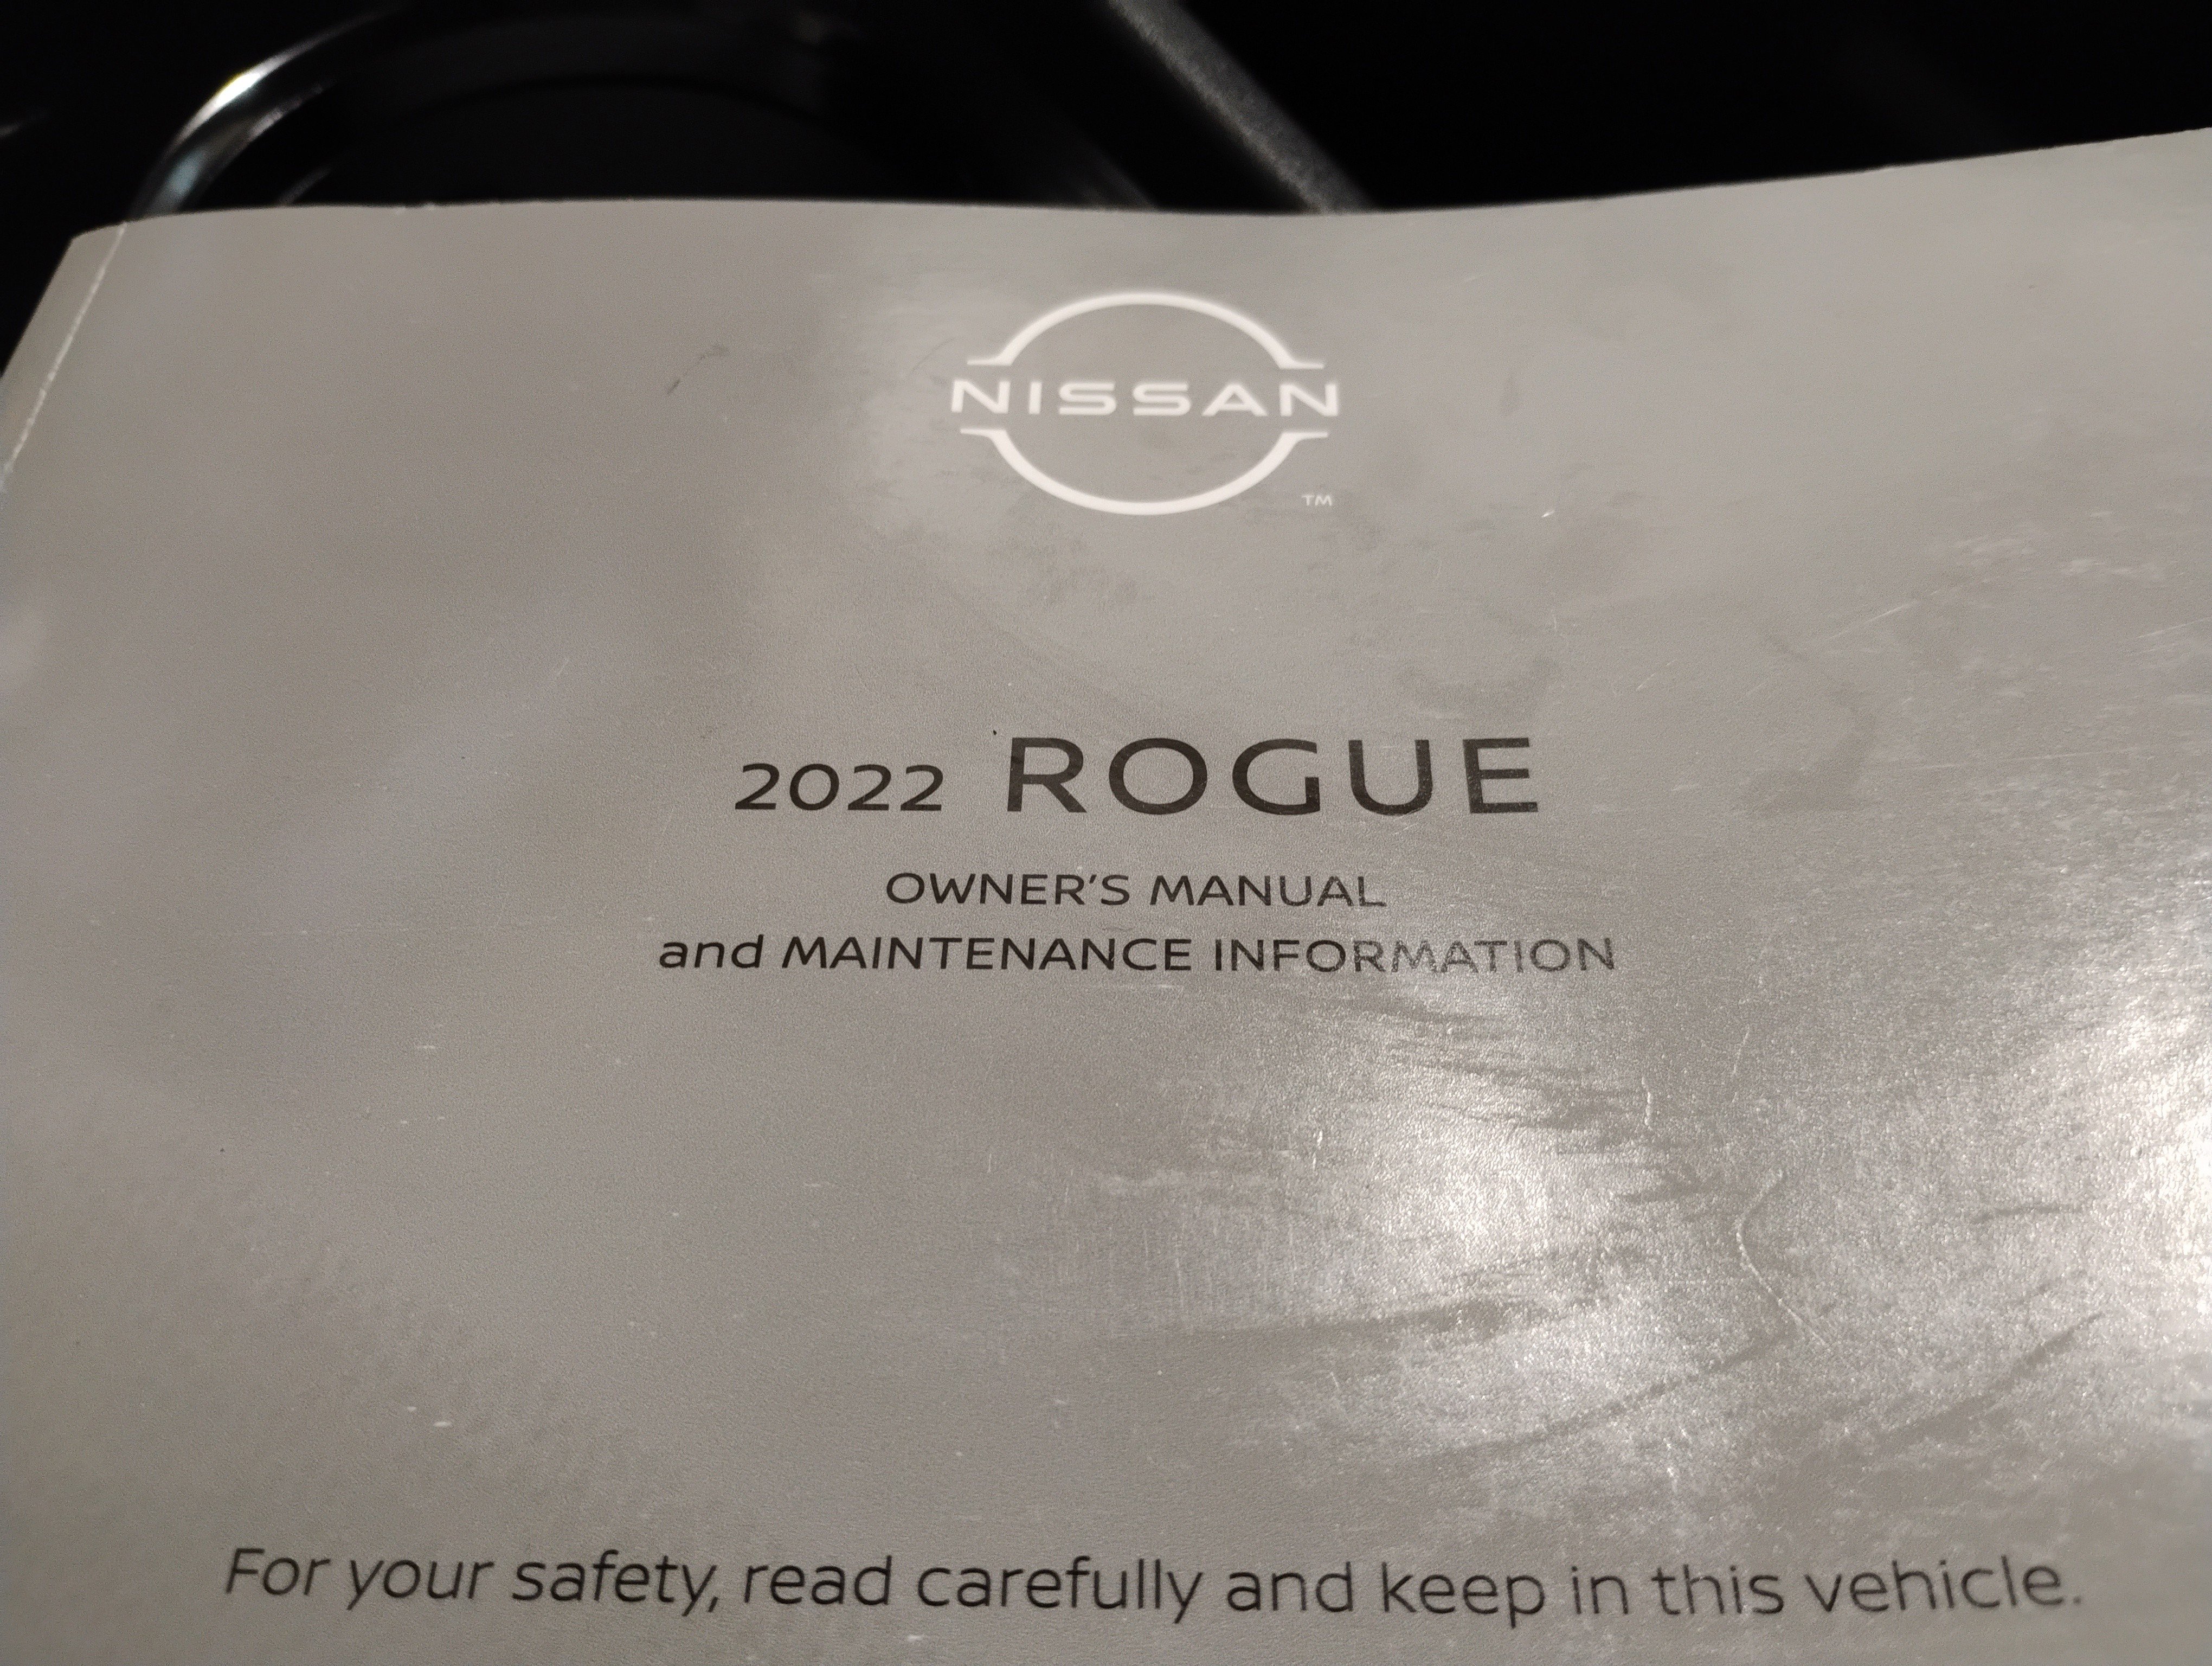 NISSAN
TM
2022 ROGUE
OWNER'S MANUAL
and MAINTENANCE INFORMATION
For your safety, read carefully and keep in this vehicle.